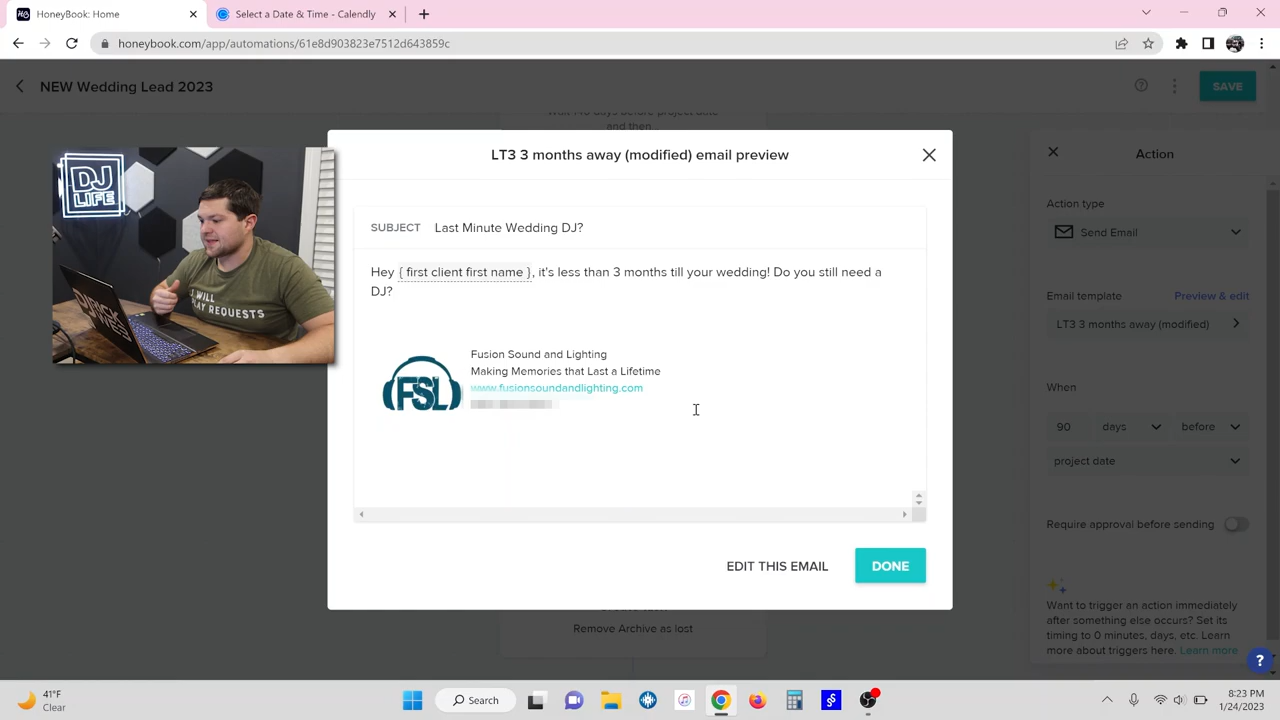 HoneyBook: Home
Select a Date & Time - Calendly
honeybook.com/app/automations/61e8d903823e7512d643859c
NEW Wedding Lead 2023
SAVE
and then...
LT3 3 months away (modified) email preview
Action
DJ LIFE
I WILL
PLAY REQUESTS
SUBJECT Last Minute Wedding DJ?
Hey { first client first name }, it's less than 3 months till your wedding! Do you still need a
DJ?
FSL
Fusion Sound and Lighting
Making Memories that Last a Lifetime
www.fusionsoundandlighting.com
EDIT THIS EMAIL
DONE
Remove Archive as lost
Action type
Send Email
Email template
Preview & edit
LT3 3 months away (modified)
When
90
days
before
project date
Require approval before sending
Want to trigger an action immediately
after something else occurs? Set its
timing to 0 minutes, days, etc. Learn
more about triggers here. Learn more
?
41°F
Clear
Search
8:23 PM
1/24/2023